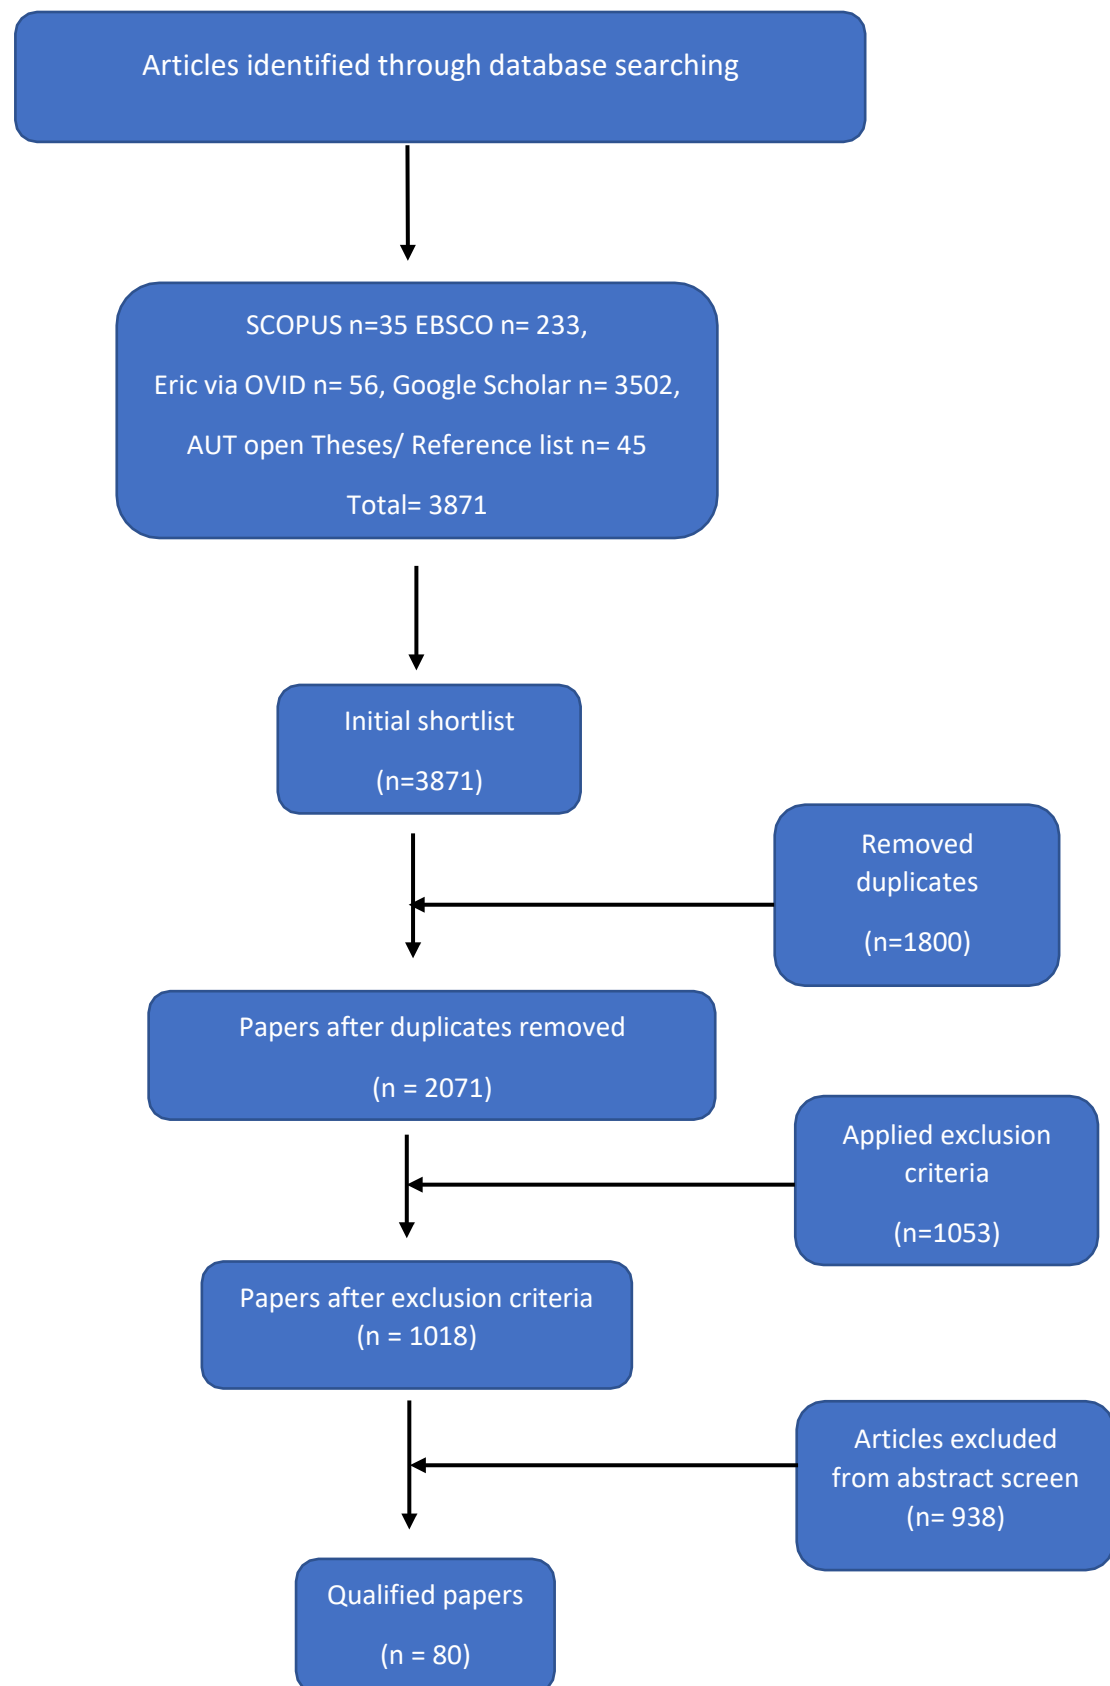 Articles identified through database searching
SCOPUS n=35 EBSCO n= 233,
Eric via OVID n= 56, Google Scholar n= 3502,
AUT open Theses/ Reference list n= 45
Total= 3871
Initial shortlist
(n=3871)
Removed
duplicates
(n=1800)
Papers after duplicates removed
(n = 2071)
Applied exclusion
criteria
(n=1053)
Papers after exclusion criteria
(n = 1018)
Articles excluded
from abstract screen
(n= 938)
Qualified papers
(n = 80)